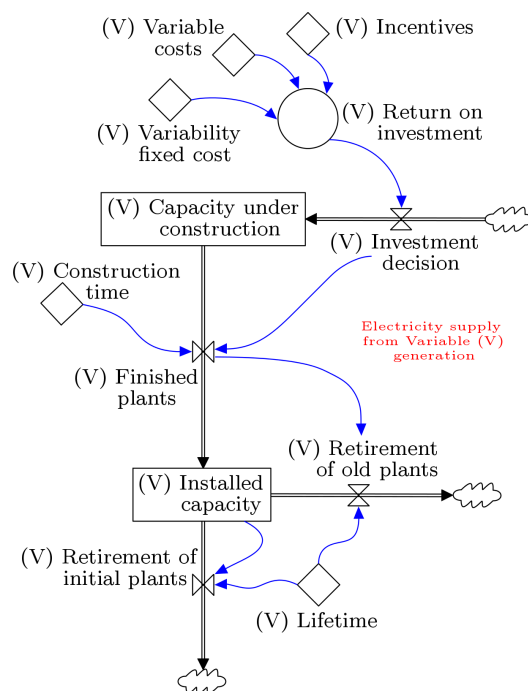 (V) Variable
costs
(V) Incentives
(V) Variability
fixed cost
(V) Return on
investment
(V) Capacity under
construction
(V) Investment
decision
(V) Construction
time
Electricity supply
from Variable (V)
generation
(V) Finished
plants
(V) Retirement
of old plants
(V) Installed
capacity
(V) Retirement of
initial plants
(V) Lifetime